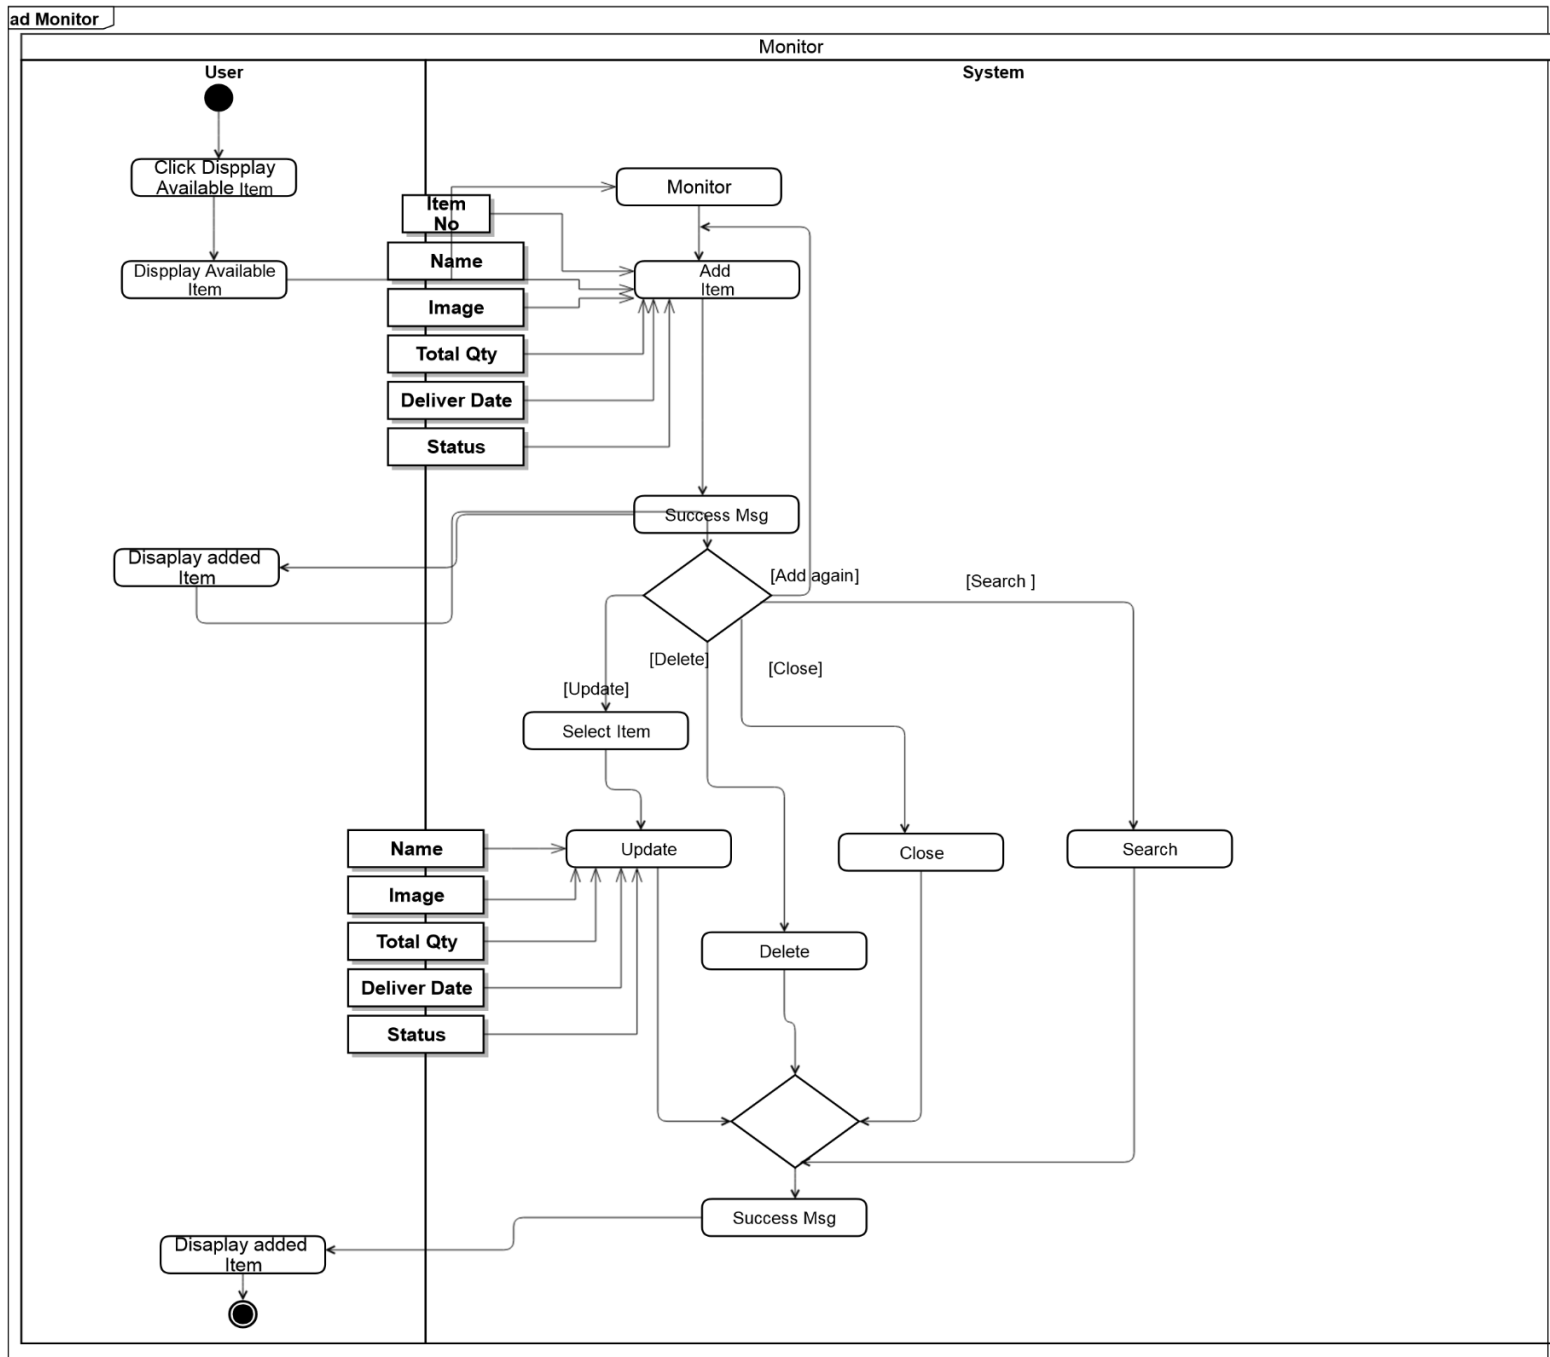 ad Monitor
Monitor
User
System
Click Dispplay
Available Item
Monitor
Item
No
Name
Dispplay Available
Item
Add
Item
Image
Total Qty
Deliver Date
Status
Success Msg
Disaplay added
Item
[Add again]
[Search ]
[Delete]
[Close]
[Update]
Select Item
Name
Update
Close
Search
Image
Total Qty
Delete
Deliver Date
Status
Success Msg
Disaplay added
Item